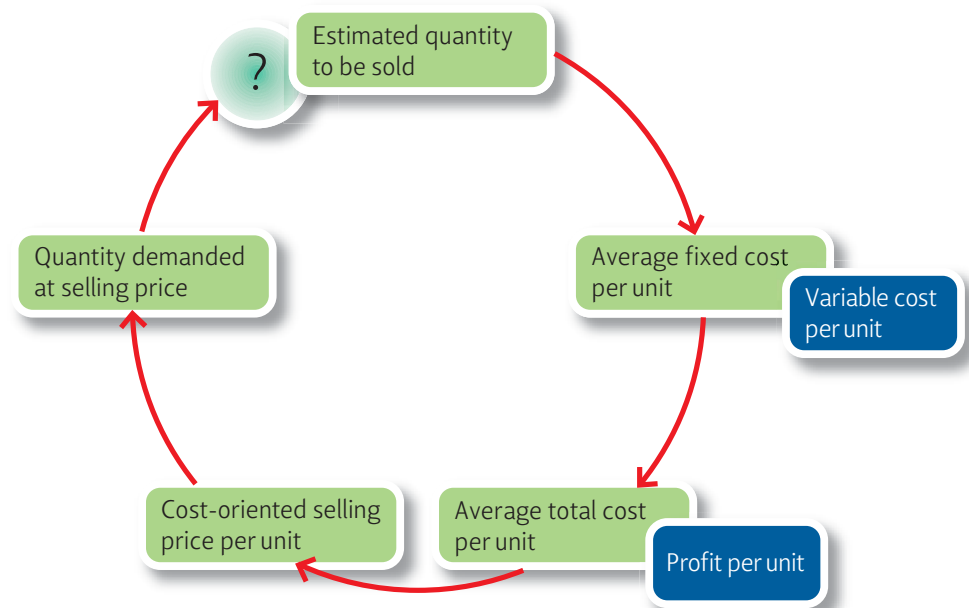 ?
Estimated quantity
to be sold
Average fixed cost
per unit
Variable cost
per unit
Average total cost
per unit
Profit per unit
Cost-oriented selling
price per unit
Quantity demanded
at selling price